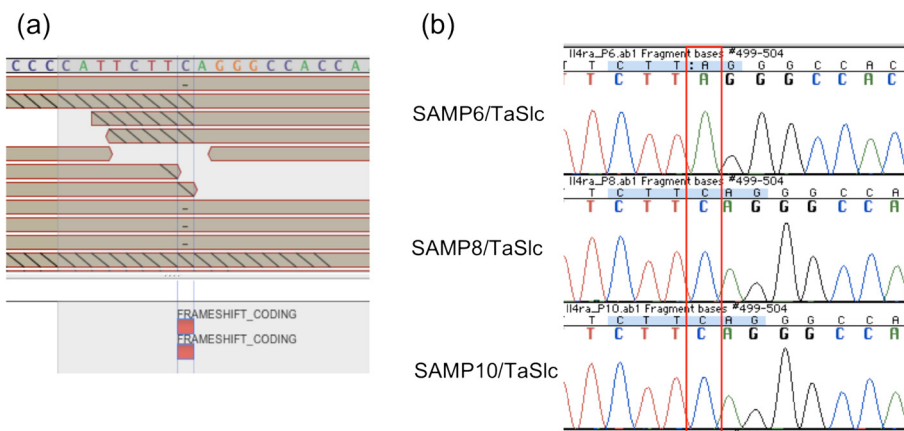 (a)
C C C C A T T C T T C A G G G C C A C C A
FRAMESHIFT_CODING
FRAMESHIFT_CODING
(b)
SAMP6/TaSlc
Il4ra_P6.ab1 Fragment bases #499-504
T T C T T : A G G G C C A C
T C T T A G G G C C A C
SAMP8/TaSlc
Il4ra_P8.ab1 Fragment bases #499-504
T T C T T C A G G G C C A
T C T T C A G G G C C A
SAMP10/TaSlc
Il4ra_P10.ab1 Fragment bases #499-504
T T C T T C A G G G C C A
T C T T C A G G G C C A